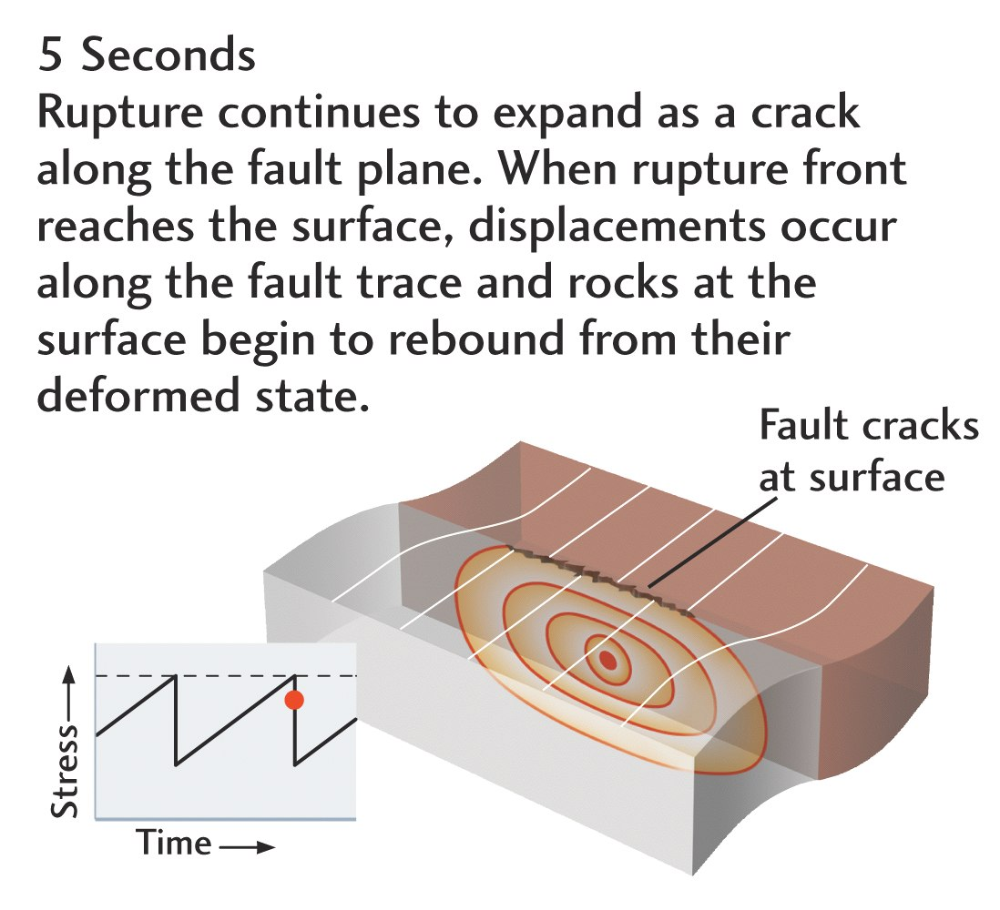 5 Seconds
Rupture continues to expand as a crack
along the fault plane. When rupture front
reaches the surface, displacements occur
along the fault trace and rocks at the
surface begin to rebound from their
deformed state.
Fault cracks
at surface
Stress
Time